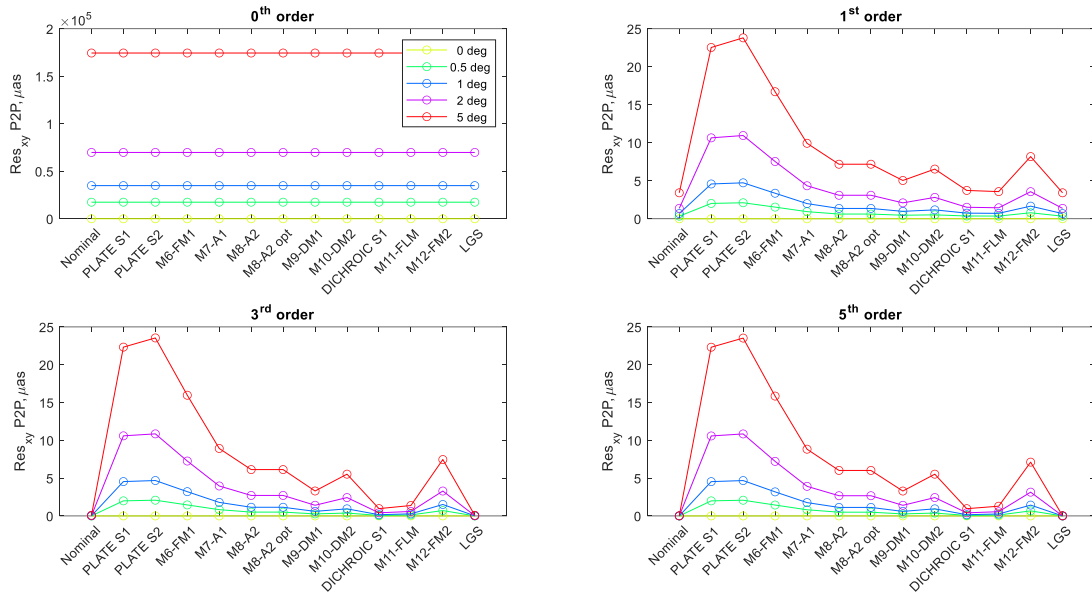 0th order
×10^5
2
1.5
1
0.5
0
Res_xy P2P, μas
0 deg
0.5 deg
1 deg
2 deg
5 deg
Nominal
PLATE S1
PLATE S2
M6-FM1
M7-A1
M8-A2
M8-A2 opt
M9-DM1
M10-DM2
DICHROIC S1
M11-FLM
M12-FM2
LGS
1st order
25
20
15
10
5
0
Res_xy P2P, μas
Nominal
PLATE S1
PLATE S2
M6-FM1
M7-A1
M8-A2
M8-A2 opt
M9-DM1
M10-DM2
DICHROIC S1
M11-FLM
M12-FM2
LGS
3rd order
25
20
15
10
5
0
Res_xy P2P, μas
Nominal
PLATE S1
PLATE S2
M6-FM1
M7-A1
M8-A2
M8-A2 opt
M9-DM1
M10-DM2
DICHROIC S1
M11-FLM
M12-FM2
LGS
5th order
25
20
15
10
5
0
Res_xy P2P, μas
Nominal
PLATE S1
PLATE S2
M6-FM1
M7-A1
M8-A2
M8-A2 opt
M9-DM1
M10-DM2
DICHROIC S1
M11-FLM
M12-FM2
LGS